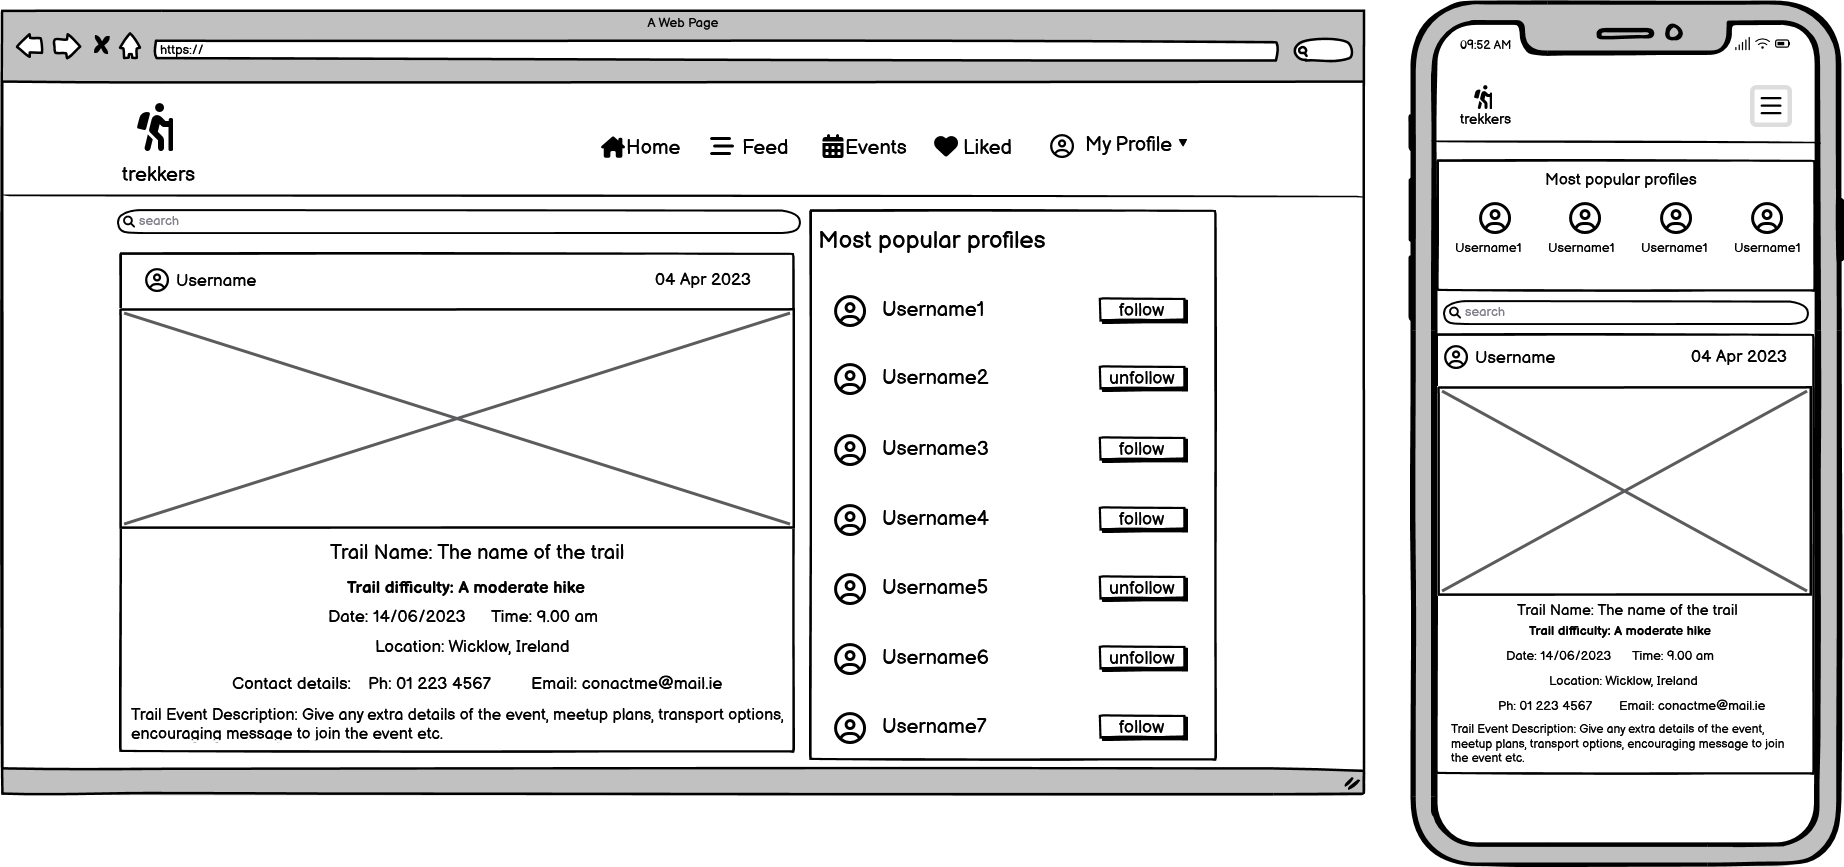 A Web Page
https://
trekkers
Home Feed Events Liked My Profile
search
Username 04 Apr 2023
Trail Name: The name of the trail
Trail difficulty: A moderate hike
Date: 14/06/2023 Time: 9.00 am
Location: Wicklow, Ireland
Contact details: Ph: 01 223 4567 Email: conactme@mail.ie
Trail Event Description: Give any extra details of the event, meetup plans, transport options,
encouraging message to join the event etc.
Most popular profiles
Username1 follow
Username2 unfollow
Username3 follow
Username4 follow
Username5 unfollow
Username6 unfollow
Username7 follow
09:52 AM
trekkers
Most popular profiles
Username1 Username1 Username1 Username1
search
Username 04 Apr 2023
Trail Name: The name of the trail
Trail difficulty: A moderate hike
Date: 14/06/2023 Time: 9.00 am
Location: Wicklow, Ireland
Ph: 01 223 4567 Email: conactme@mail.ie
Trail Event Description: Give any extra details of the event,
meetup plans, transport options, encouraging message to join
the event etc.